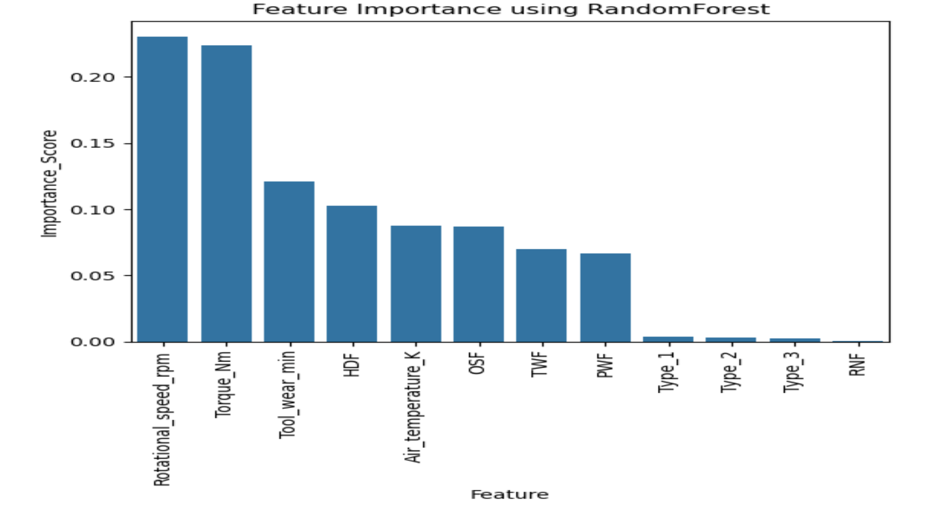 Feature Importance using RandomForest
0.20
0.15
0.10
0.05
0.00
Importance_Score
Rotational_speed_rpm
Torque_Nm
Tool_wear_min
HDF
Air_temperature_K
OSF
TWF
PWF
Type_1
Type_2
Type_3
RNF
Feature